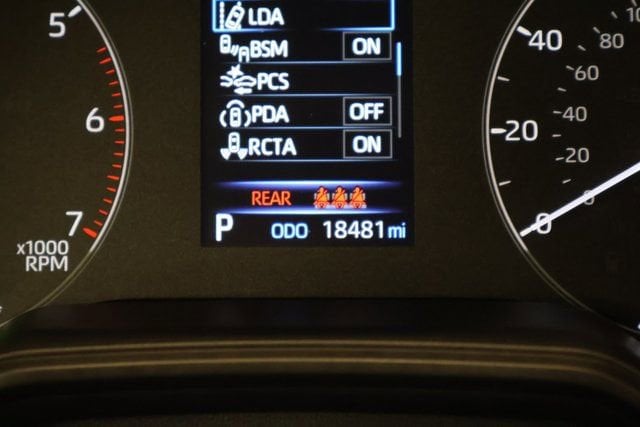 LDA
BSM ON
PCS
PDA OFF
RCTA ON
REAR
P ODO 18481 mi
5
6
7
x1000
RPM
0
20
40
0
20
40
60
80